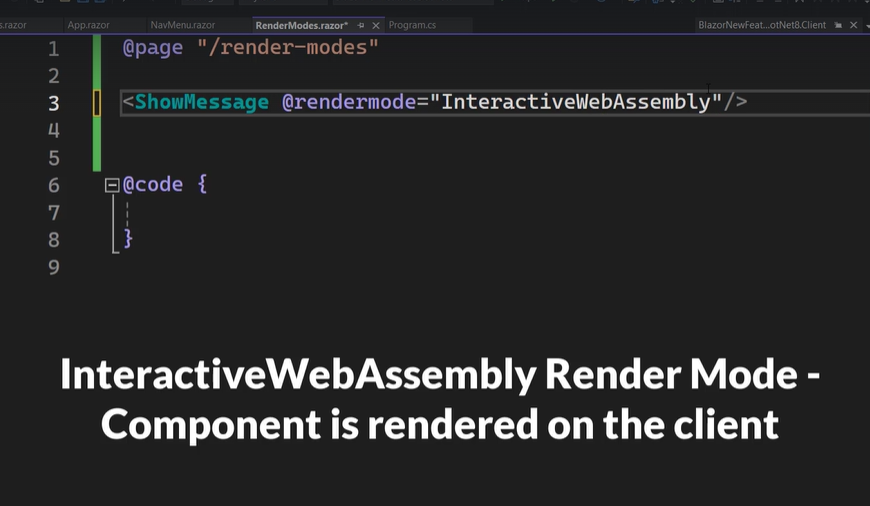 s.razor App.razor NavMenu.razor RenderModes.razor* Program.cs BlazorNewFeat...otNet8.Client
1 @page "/render-modes"
2
3 <ShowMessage @rendermode="InteractiveWebAssembly"/>
4
5
6 @code {
7
8 }
9
InteractiveWebAssembly Render Mode -
Component is rendered on the client